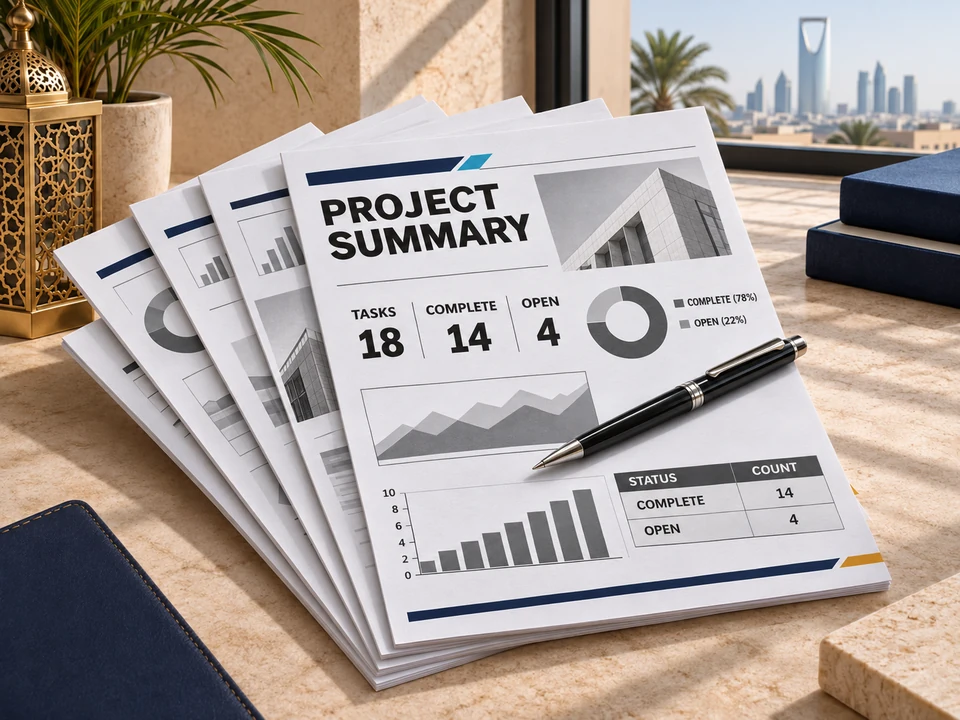 PROJECT
SUMMARY
TASKS
18
COMPLETE
14
OPEN
4
COMPLETE (78%)
OPEN (22%)
10
8
6
4
2
0
STATUS COUNT
COMPLETE 14
OPEN 4